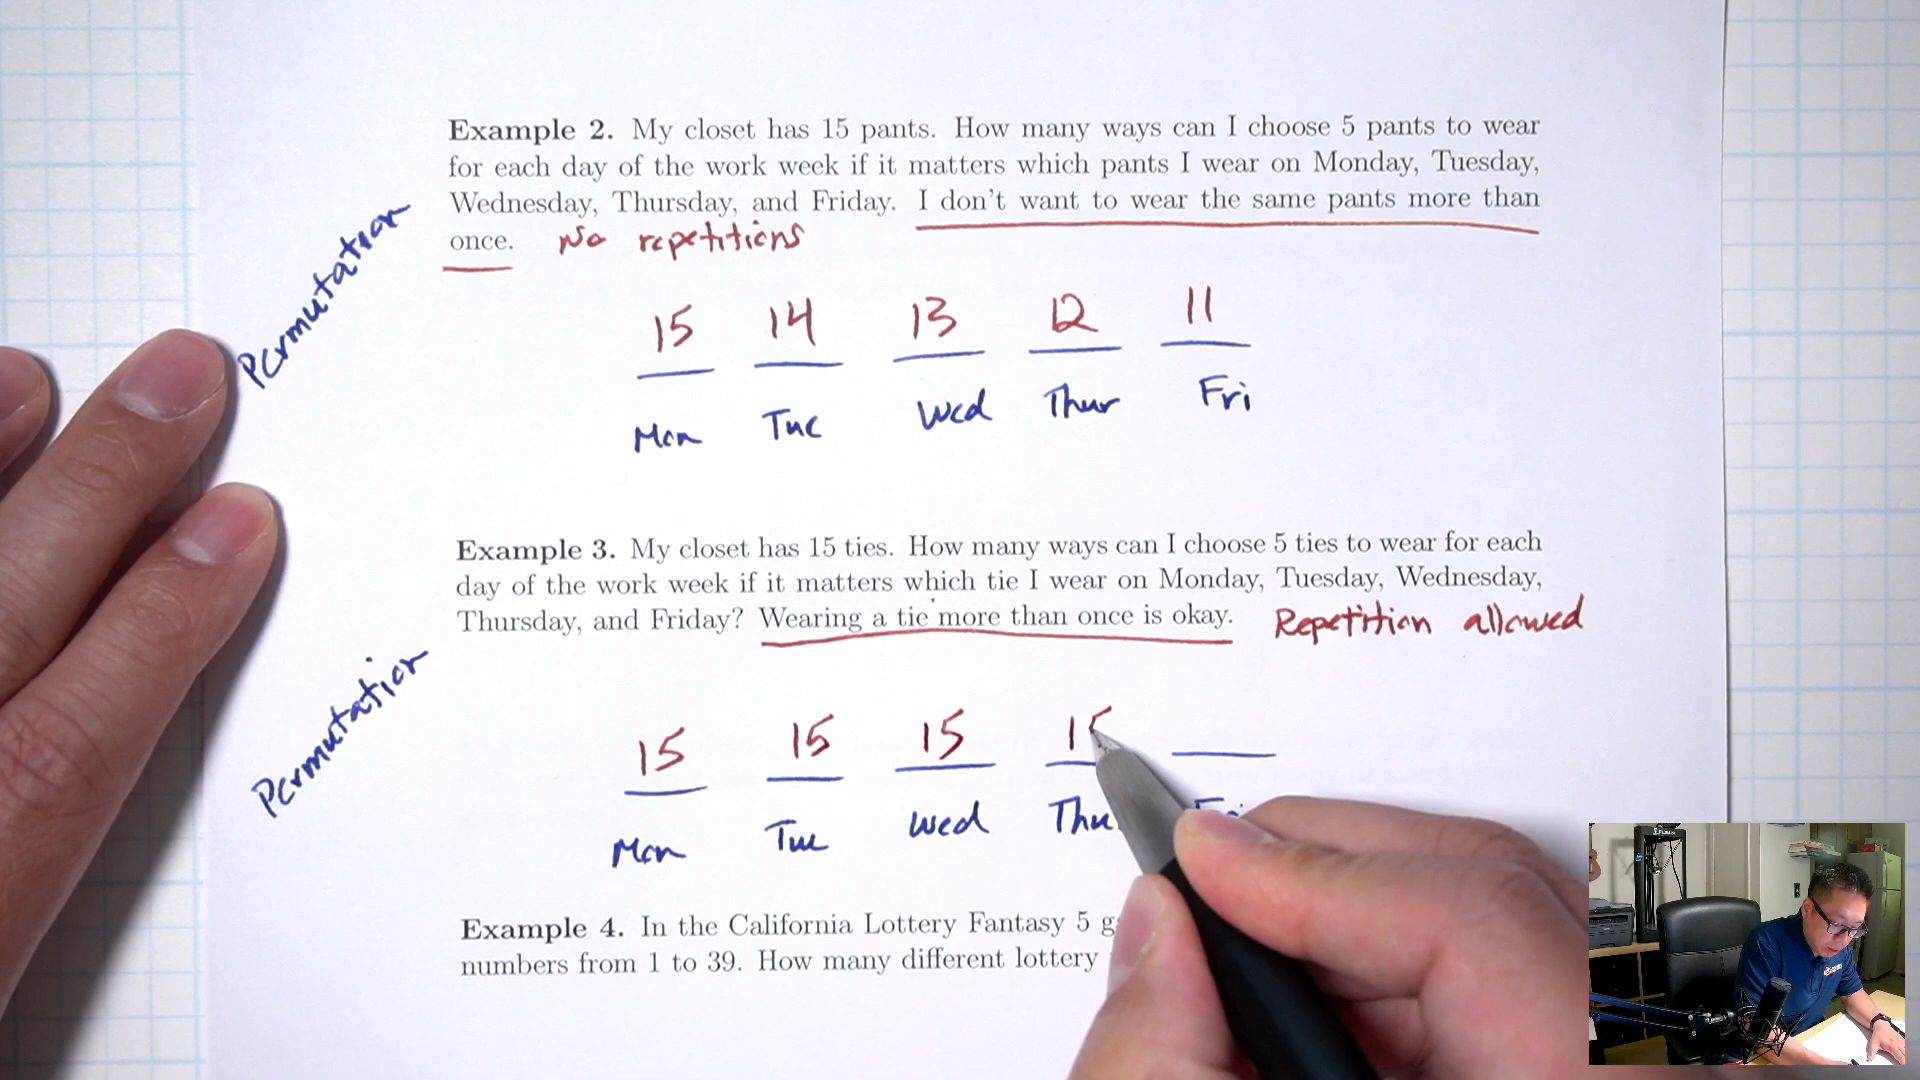 Example 2. My closet has 15 pants. How many ways can I choose 5 pants to wear
for each day of the work week if it matters which pants I wear on Monday, Tuesday,
Wednesday, Thursday, and Friday. I don't want to wear the same pants more than
once. No repetitions
Permutation
15 14 13 12 11
Mon Tue Wed Thur Fri
Example 3. My closet has 15 ties. How many ways can I choose 5 ties to wear for each
day of the work week if it matters which tie I wear on Monday, Tuesday, Wednesday,
Thursday, and Friday? Wearing a tie more than once is okay. Repetition allowed
Permutation
15 15 15 15
Mon Tue Wed Thu Fri
Example 4. In the California Lottery Fantasy 5
numbers from 1 to 39. How many different lottery